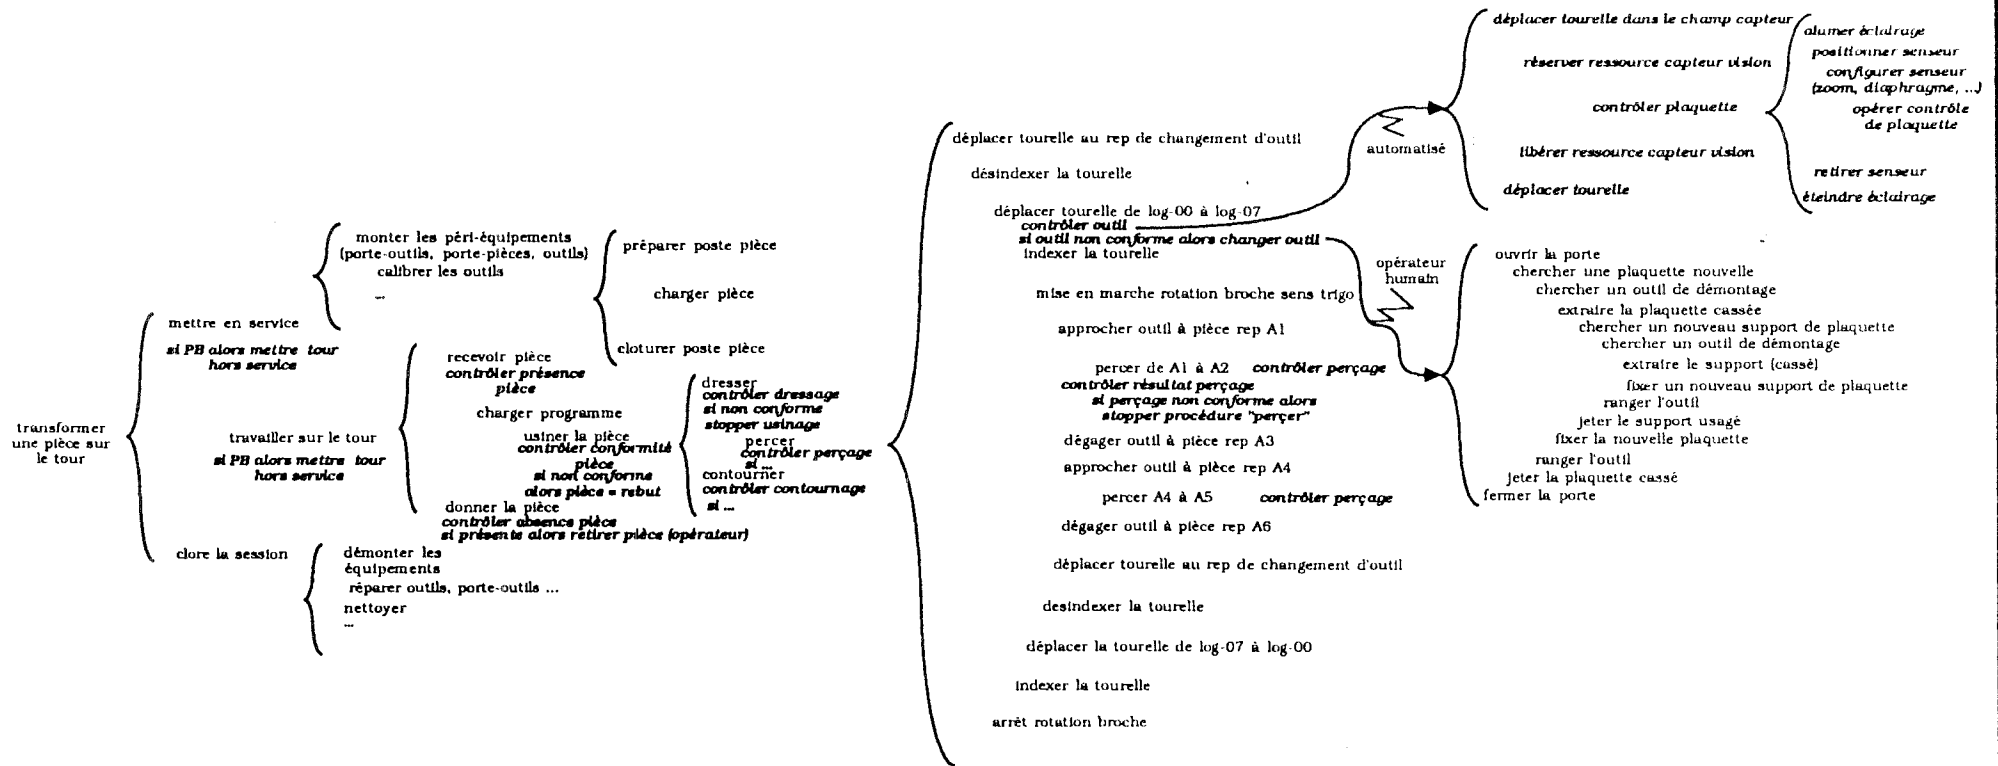 transformer
une pièce sur
le tour
mettre en service
si PB alors mettre tour
hors service
travailler sur le tour
si PB alors mettre tour
hors service
clore la session
monter les péri-équipements
(porte-outils, porte-pièces, outils)
calibrer les outils
...
recevoir pièce
contrôler présence
pièce
charger programme
usiner la pièce
contrôler conformité
pièce
si non conforme
alors pièce = rebut
donner la pièce
contrôler absence pièce
si présente alors retirer pièce (opérateur)
démonter les
équipements
réparer outils, porte-outils ...
nettoyer
...
préparer poste pièce
charger pièce
cloturer poste pièce
dresser
contrôler dressage
si non conforme
stopper usinage
percer
contrôler perçage
si ...
contourner
contrôler contournage
si ...
déplacer tourelle au rep de changement d'outil
désindexer la tourelle
déplacer tourelle de log-00 à log-07
contrôler outil
si outil non conforme alors changer outil
indexer la tourelle
mise en marche rotation broche sens trigo
approcher outil à pièce rep A1
percer de A1 à A2 contrôler perçage
contrôler résultat perçage
si perçage non conforme alors
stopper procédure "perçer"
dégager outil à pièce rep A3
approcher outil à pièce rep A4
percer A4 à A5 contrôler perçage
dégager outil à pièce rep A6
déplacer tourelle au rep de changement d'outil
desindexer la tourelle
déplacer la tourelle de log-07 à log-00
indexer la tourelle
arrêt rotation broche
automatisé
opérateur
humain
déplacer tourelle dans le champ capteur
réserver ressource capteur vision
contrôler plaquette
libérer ressource capteur vision
déplacer tourelle
alumer éclairage
positionner senseur
configurer senseur
(zoom, diaphragme, ...)
opérer contrôle
de plaquette
retirer senseur
éteindre éclairage
ouvrir la porte
chercher une plaquette nouvelle
chercher un outil de démontage
extraire la plaquette cassée
chercher un nouveau support de plaquette
chercher un outil de démontage
extraire le support (cassé)
fixer un nouveau support de plaquette
ranger l'outil
jeter le support usagé
fixer la nouvelle plaquette
ranger l'outil
jeter la plaquette cassé
fermer la porte